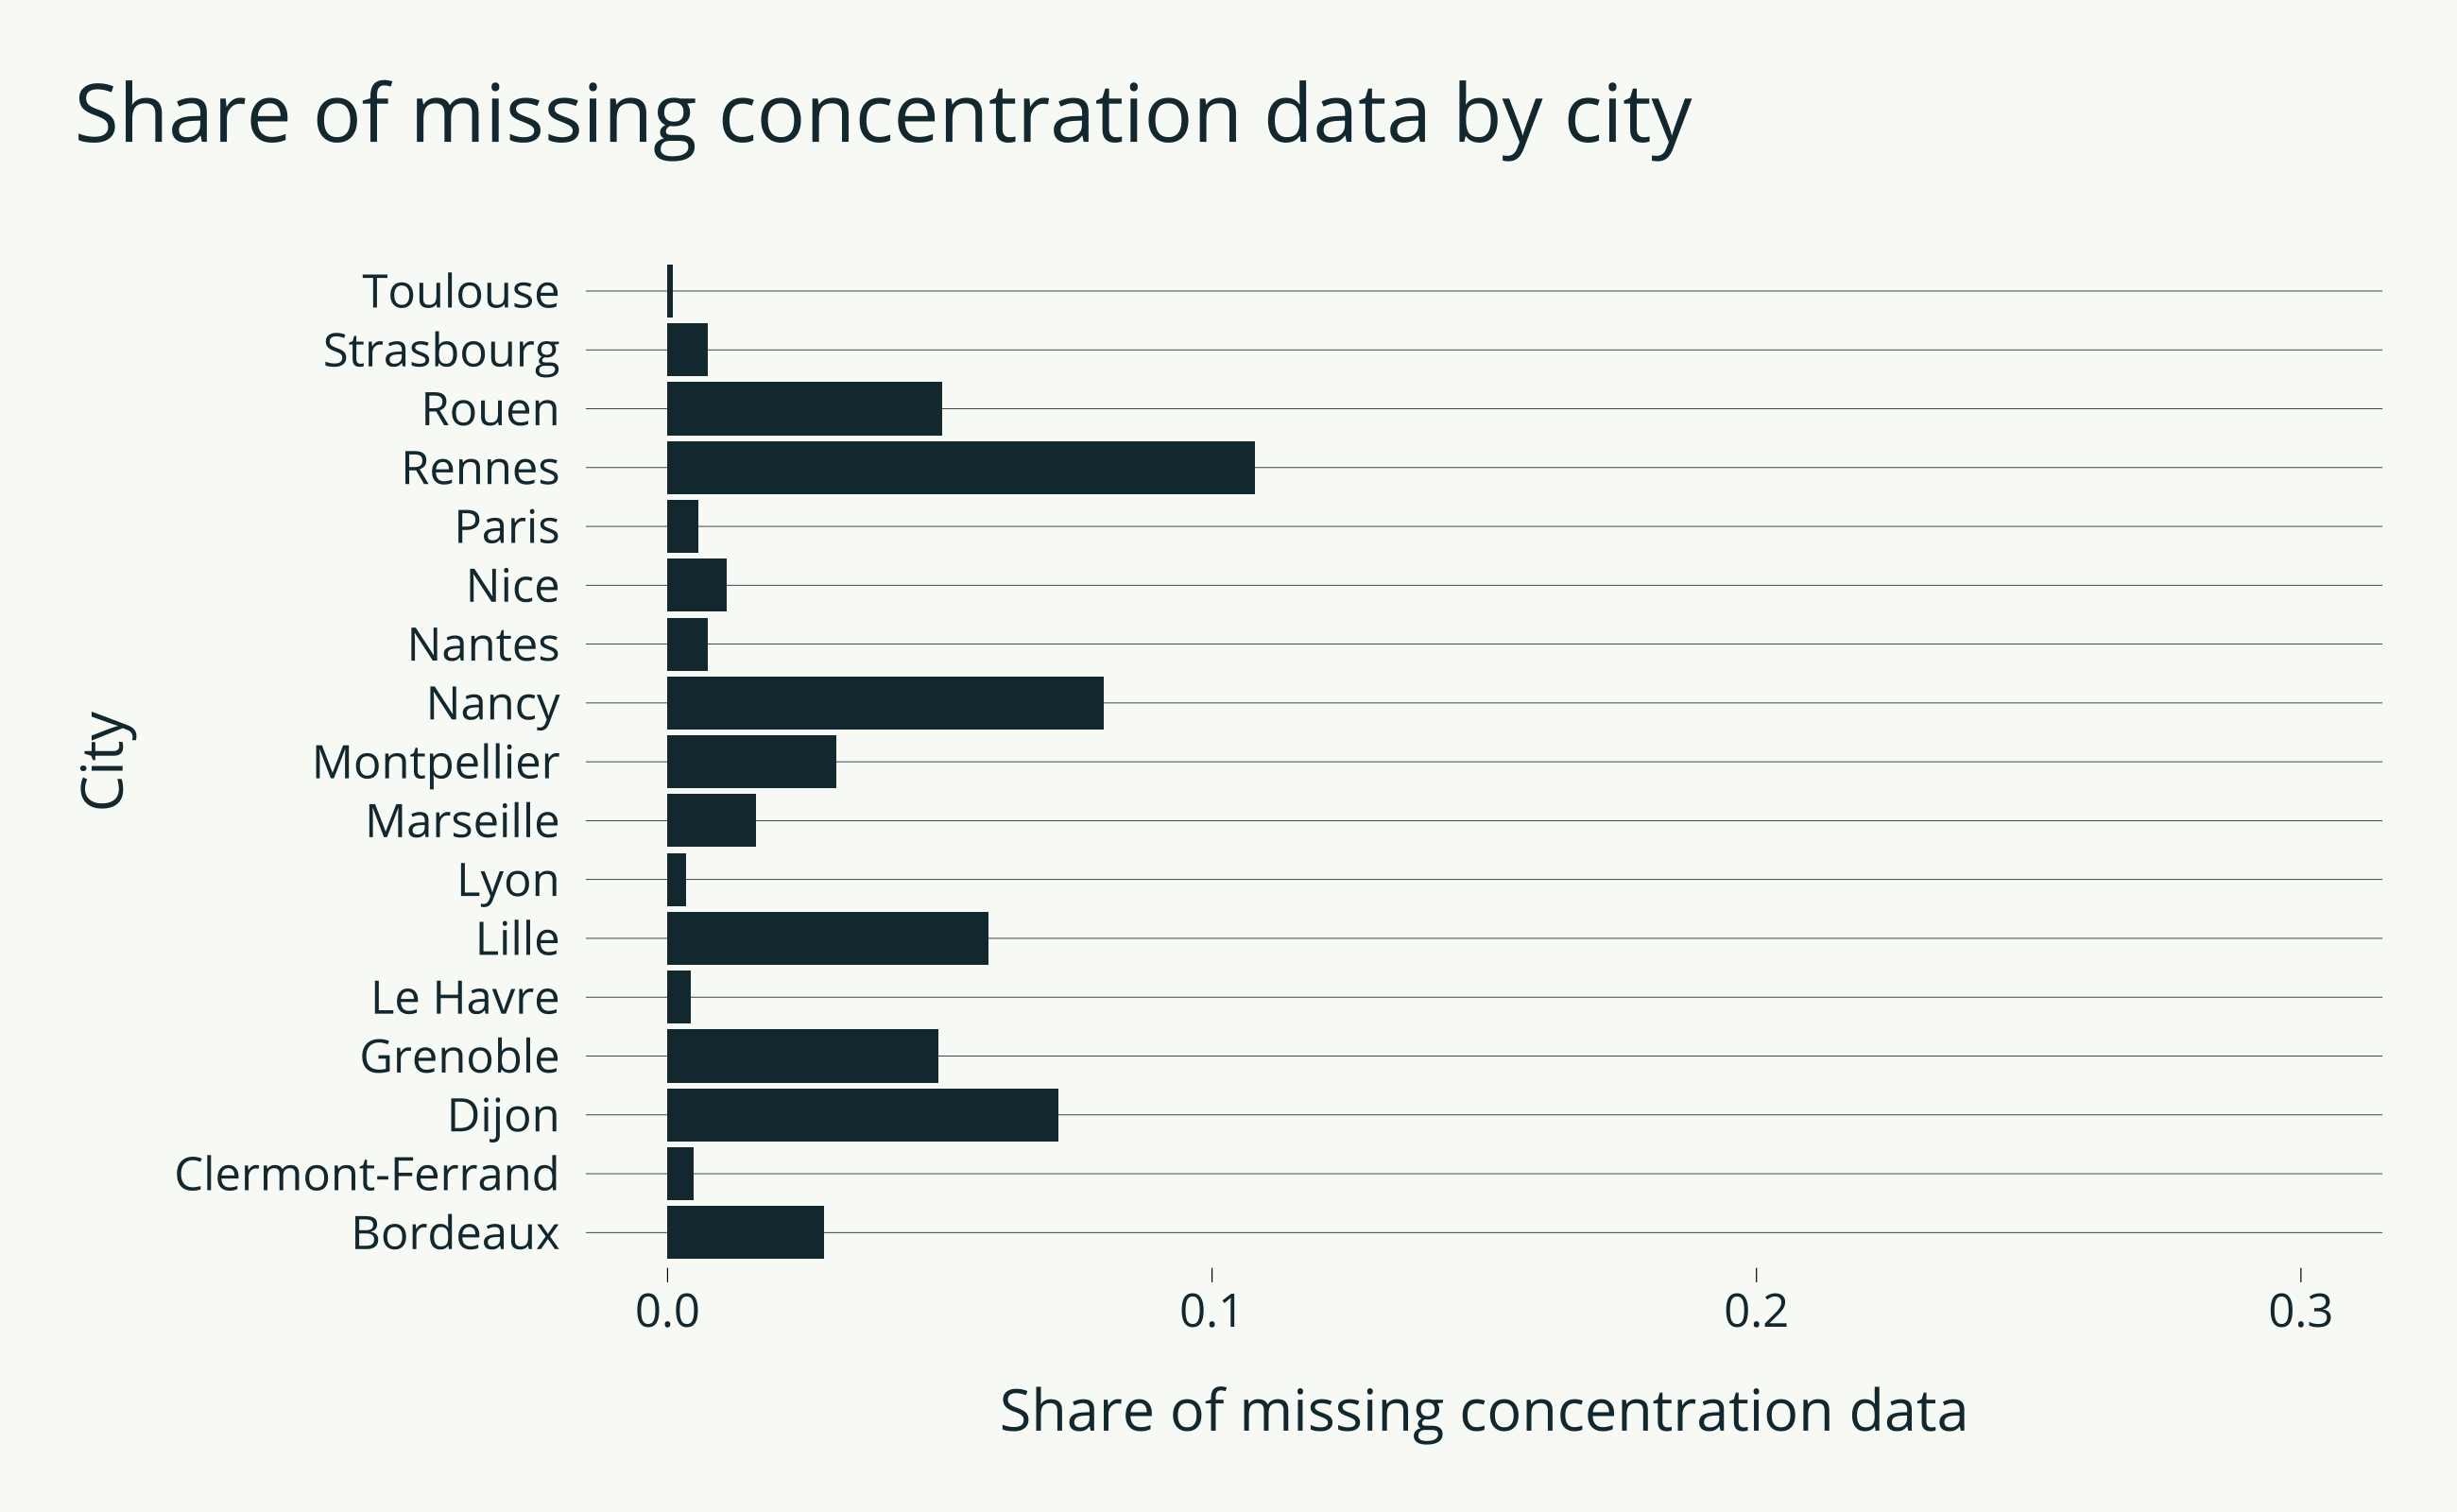 Share of missing concentration data by city
City
Toulouse
Strasbourg
Rouen
Rennes
Paris
Nice
Nantes
Nancy
Montpellier
Marseille
Lyon
Lille
Le Havre
Grenoble
Dijon
Clermont-Ferrand
Bordeaux
0.0 0.1 0.2 0.3
Share of missing concentration data